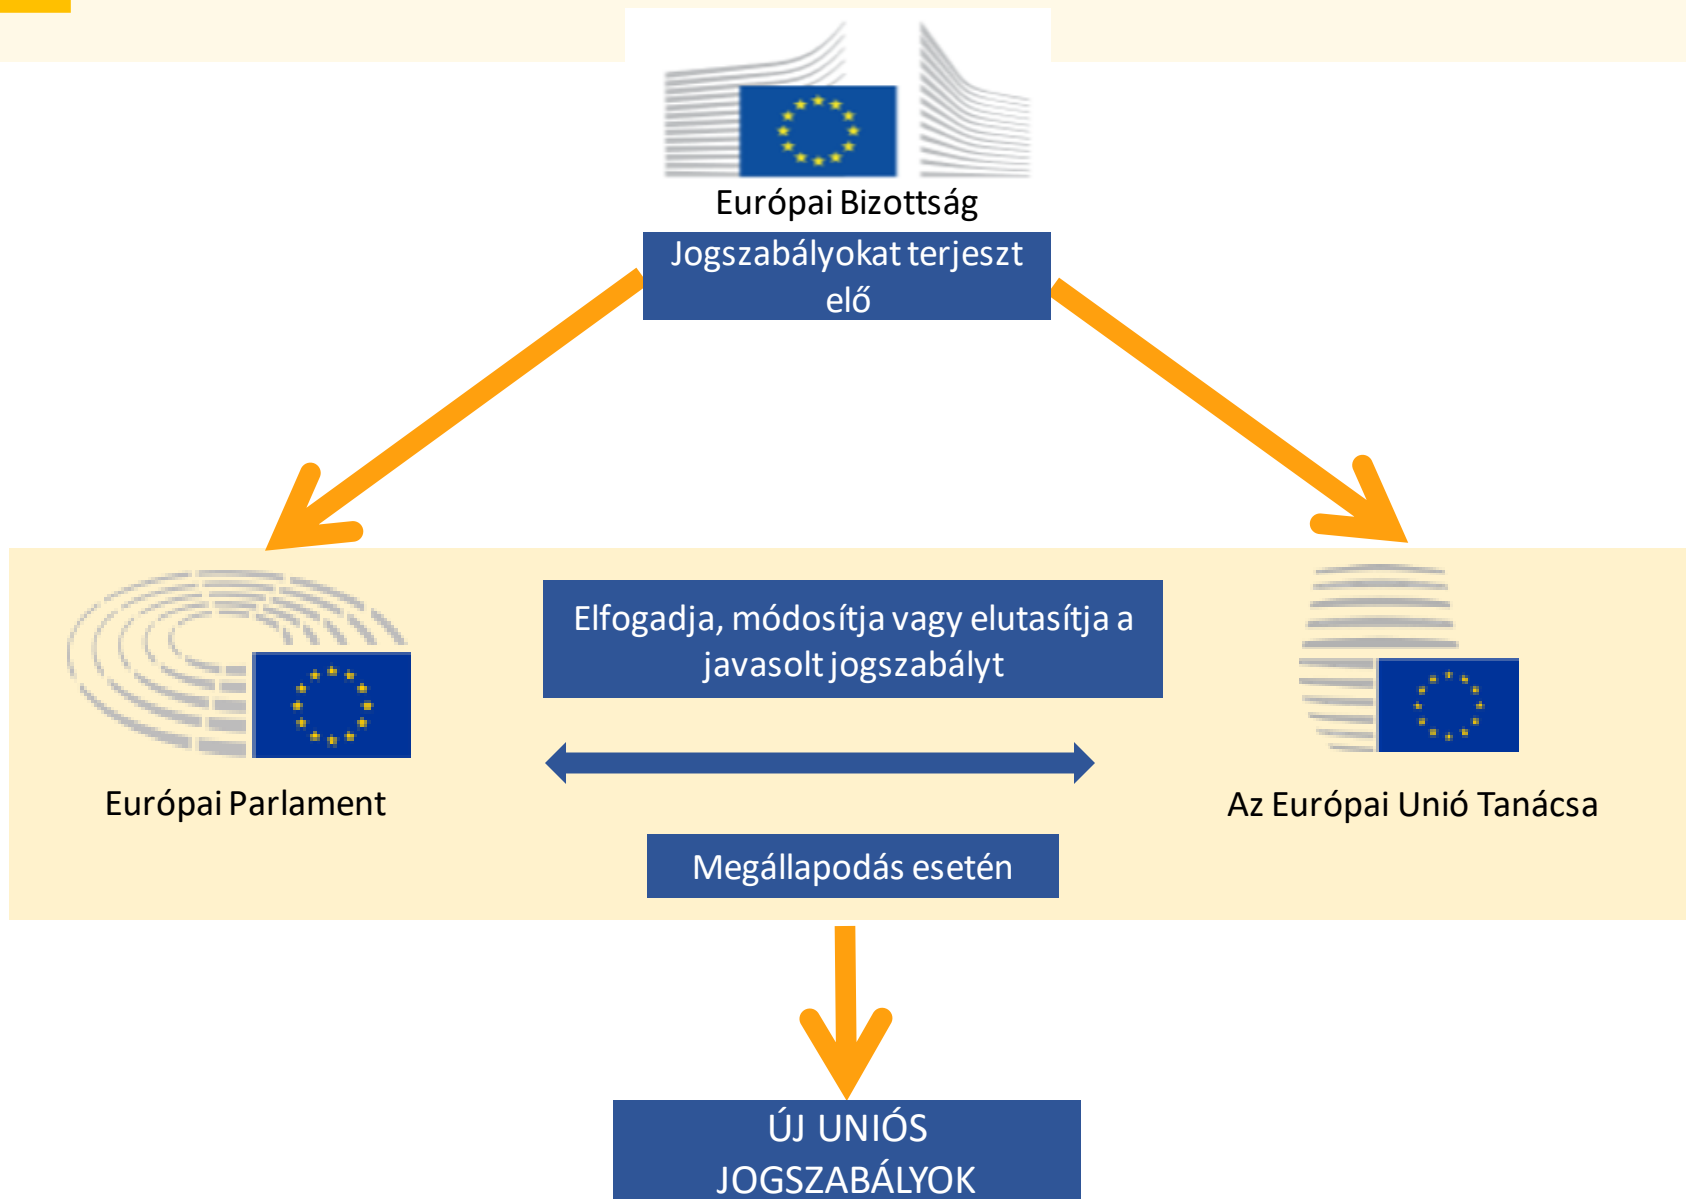 Európai Bizottság
Jogszabályokat terjeszt
elő
Elfogadja, módosítja vagy elutasítja a
javasolt jogszabályt
Európai Parlament
Az Európai Unió Tanácsa
Megállapodás esetén
ÚJ UNIÓS
JOGSZABÁLYOK